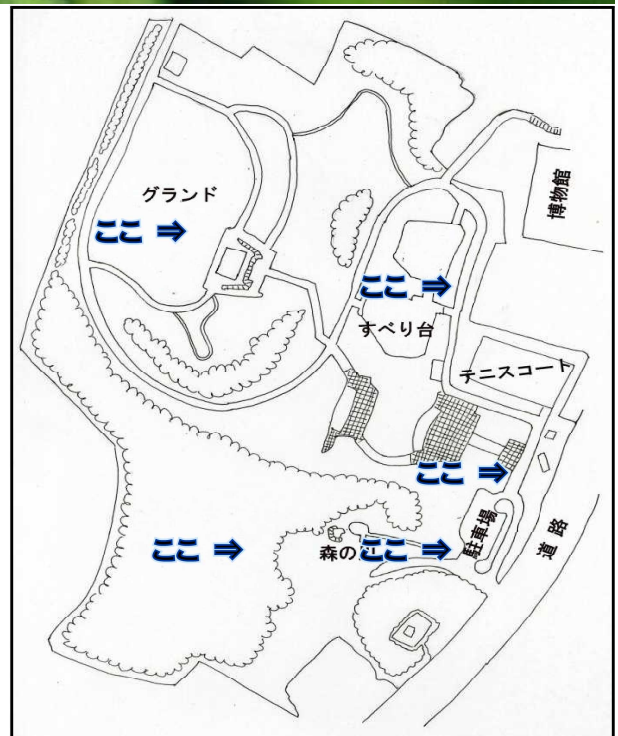 博物館
グランド
ここ ⇒
ここ ⇒
すべり台
テニスコート
ここ ⇒
ここ ⇒
森の
ここ ⇒
駐車場
道路